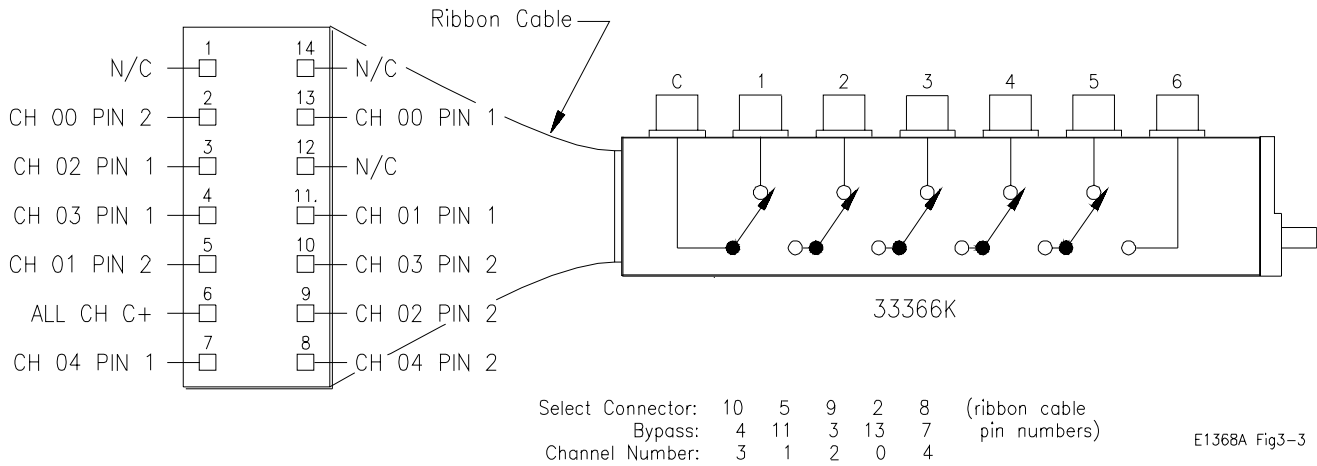 Ribbon Cable
1 14
N/C N/C
2 13
CH 00 PIN 2 CH 00 PIN 1
3 12
CH 02 PIN 1 N/C
4 11.
CH 03 PIN 1 CH 01 PIN 1
5 10
CH 01 PIN 2 CH 03 PIN 2
6 9
ALL CH C+ CH 02 PIN 2
7 8
CH 04 PIN 1 CH 04 PIN 2
C 1 2 3 4 5 6
33366K
Select Connector: 10 5 9 2 8 (ribbon cable
Bypass: 4 11 3 13 7 pin numbers)
Channel Number: 3 1 2 0 4
E1368A Fig3-3